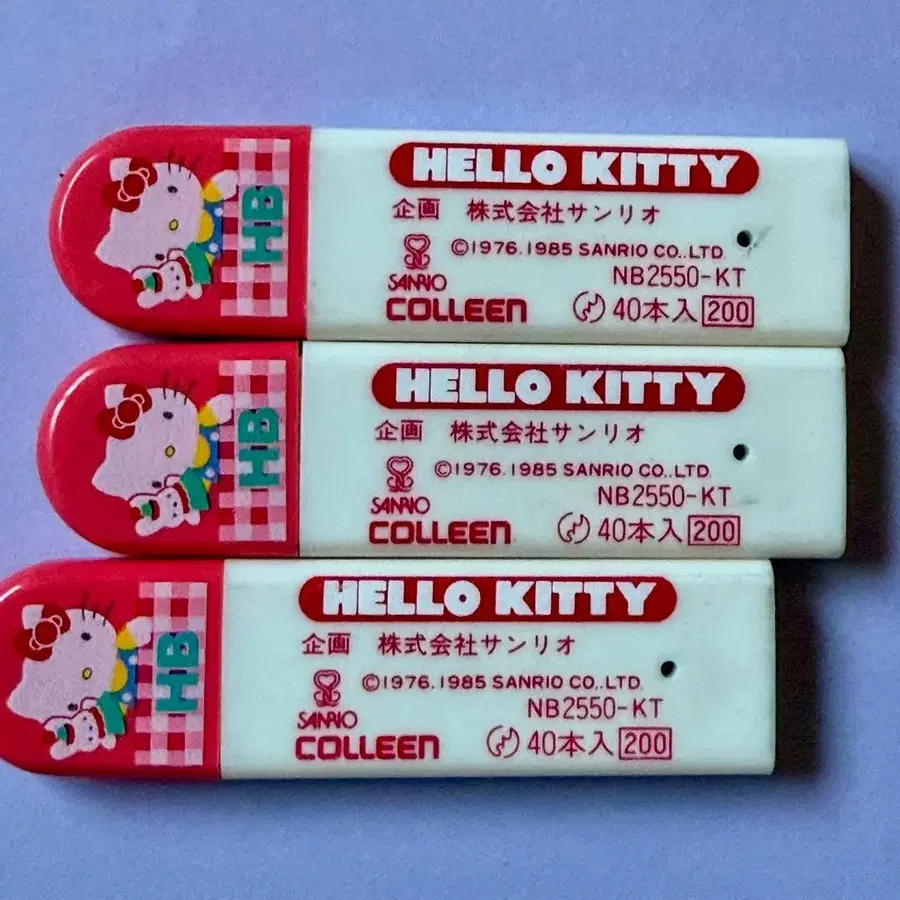 HB
HELLO KITTY
企画 株式会社サンリオ
©1976.1985 SANRIO CO.,LTD.
SANRIO
NB2550-KT
COLLEEN
40本入 200
HB
HELLO KITTY
企画 株式会社サンリオ
©1976.1985 SANRIO CO.,LTD.
SANRIO
NB2550-KT
COLLEEN
40本入 200
HB
HELLO KITTY
企画 株式会社サンリオ
©1976.1985 SANRIO CO.,LTD.
SANRIO
NB2550-KT
COLLEEN
40本入 200